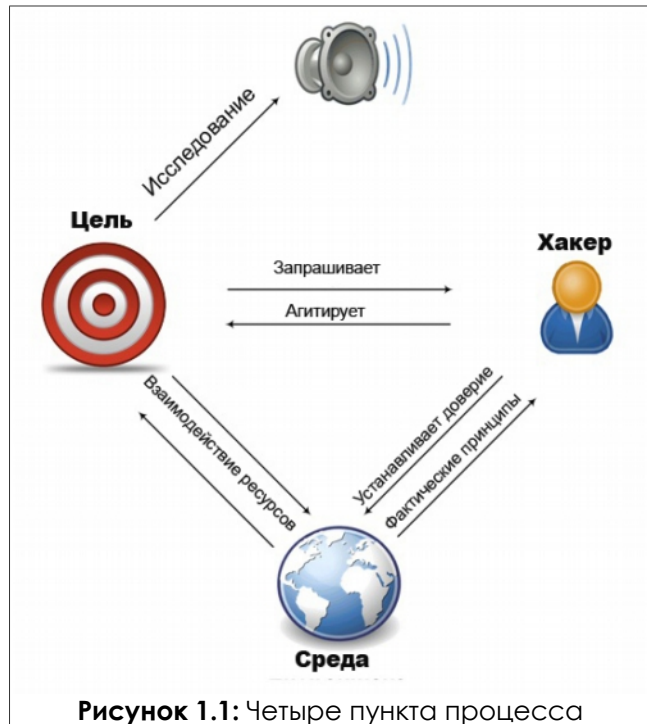 Исследование
Цель
Хакер
Запрашивает
Агитирует
Взаимодействие ресурсов
Устанавливает доверие
Фактические принципы
Среда
Рисунок 1.1: Четыре пункта процесса